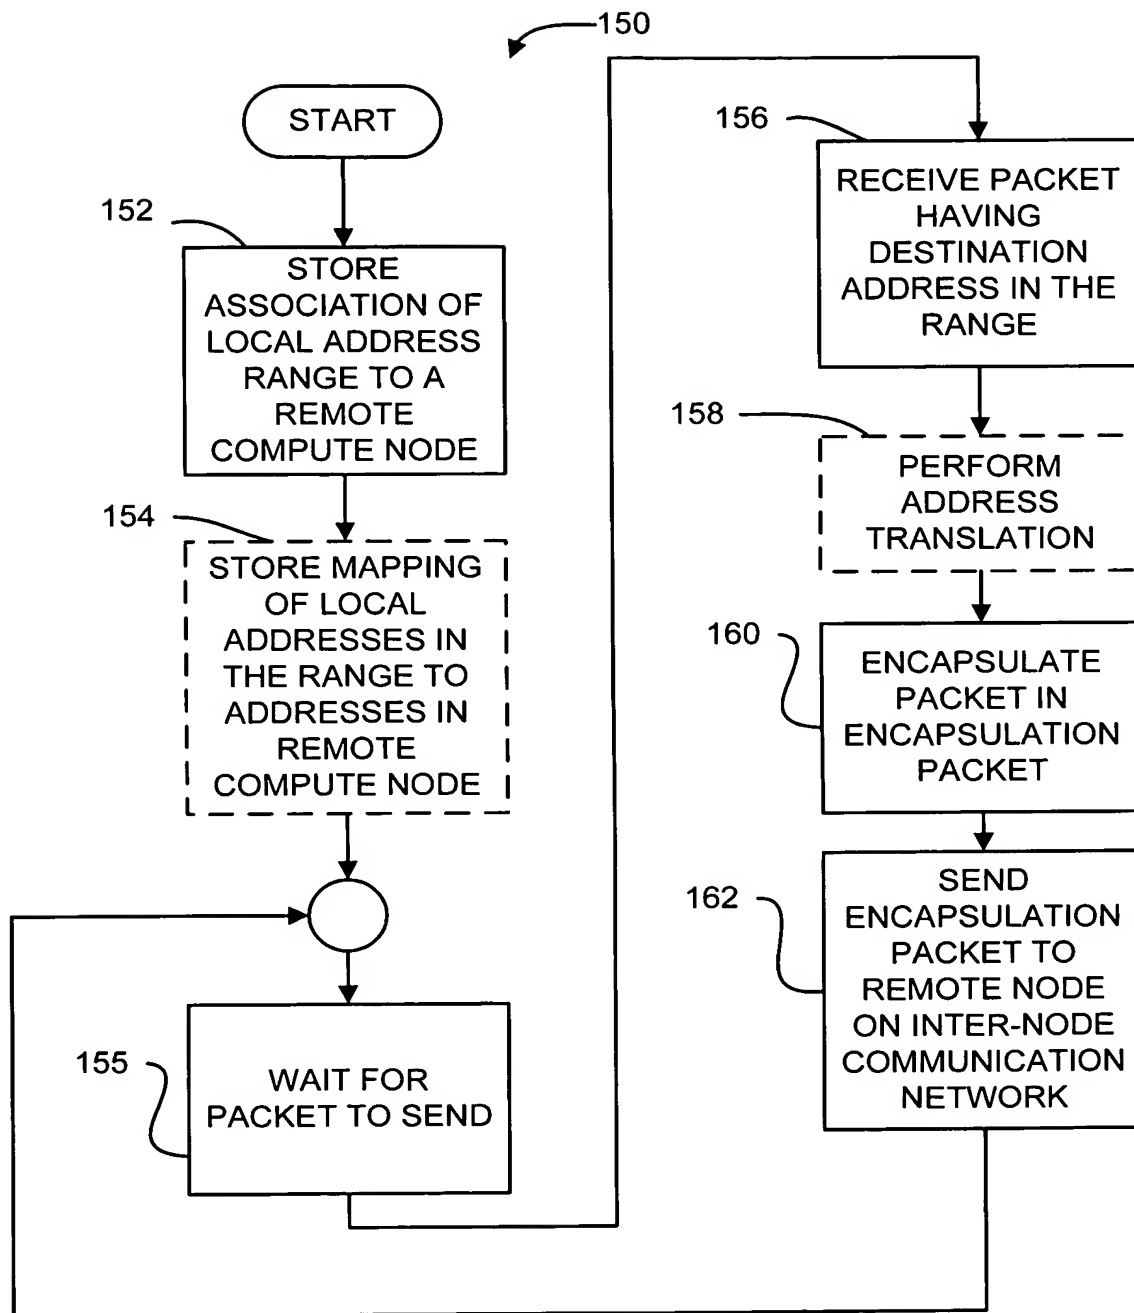 150
START
152
STORE
ASSOCIATION OF
LOCAL ADDRESS
RANGE TO A
REMOTE
COMPUTE NODE
154
STORE MAPPING
OF LOCAL
ADDRESSES IN
THE RANGE TO
ADDRESSES IN
REMOTE
COMPUTE NODE
155
WAIT FOR
PACKET TO SEND
156
RECEIVE PACKET
HAVING
DESTINATION
ADDRESS IN THE
RANGE
158
PERFORM
ADDRESS
TRANSLATION
160
ENCAPSULATE
PACKET IN
ENCAPSULATION
PACKET
162
SEND
ENCAPSULATION
PACKET TO
REMOTE NODE
ON INTER-NODE
COMMUNICATION
NETWORK